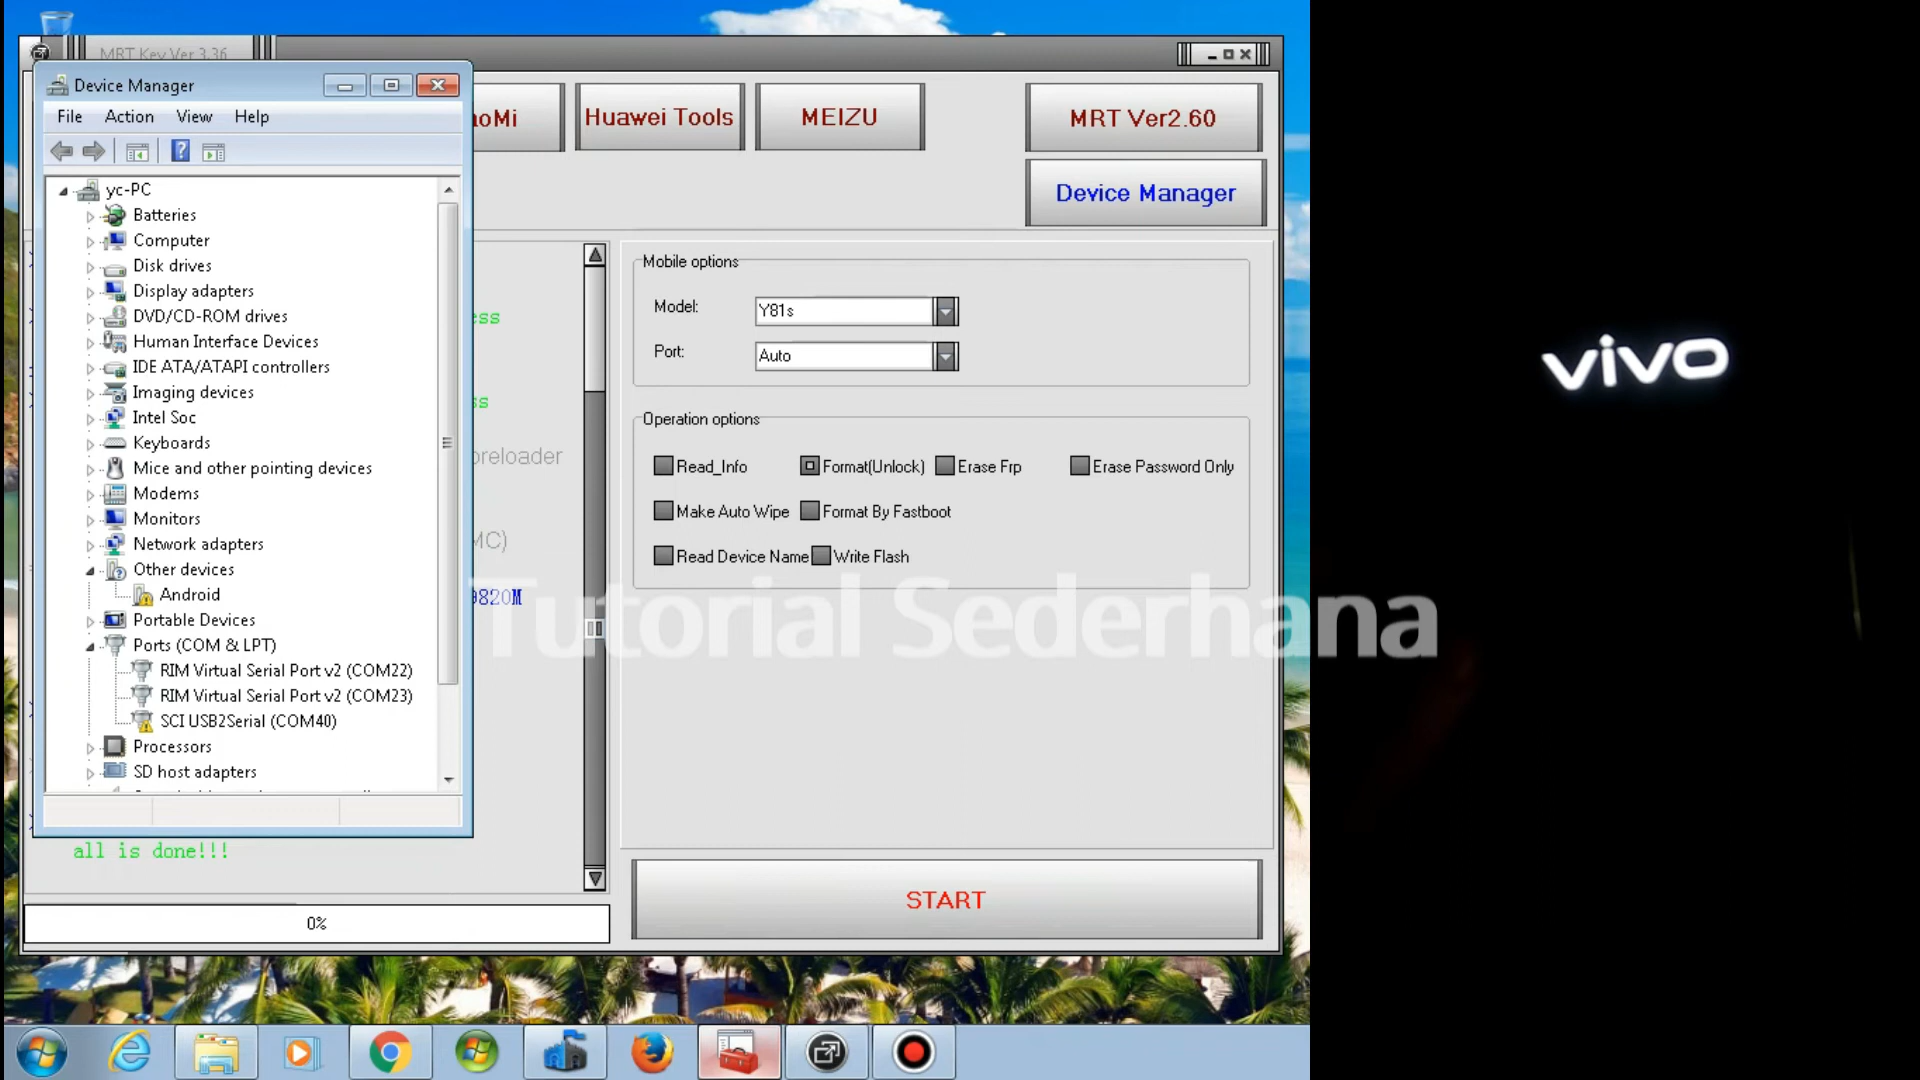 MRT Key Ver 3.36
Device Manager
File Action View Help
yc-PC
Batteries
Computer
Disk drives
Display adapters
DVD/CD-ROM drives
Human Interface Devices
IDE ATA/ATAPI controllers
Imaging devices
Intel Soc
Keyboards
Mice and other pointing devices
Modems
Monitors
Network adapters
Other devices
Android
Portable Devices
Ports (COM & LPT)
RIM Virtual Serial Port v2 (COM22)
RIM Virtual Serial Port v2 (COM23)
SCI USB2Serial (COM40)
Processors
SD host adapters
all is done!!!
0%
oMi
Huawei Tools
MEIZU
MRT Ver2.60
Device Manager
ss
s
reloader
MC)
9820M
Mobile options
Model: Y81s
Port: Auto
Operation options
Read_Info Format(Unlock) Erase Frp Erase Password Only
Make Auto Wipe Format By Fastboot
Read Device Name Write Flash
Tutorial Sederhana
START
vivo